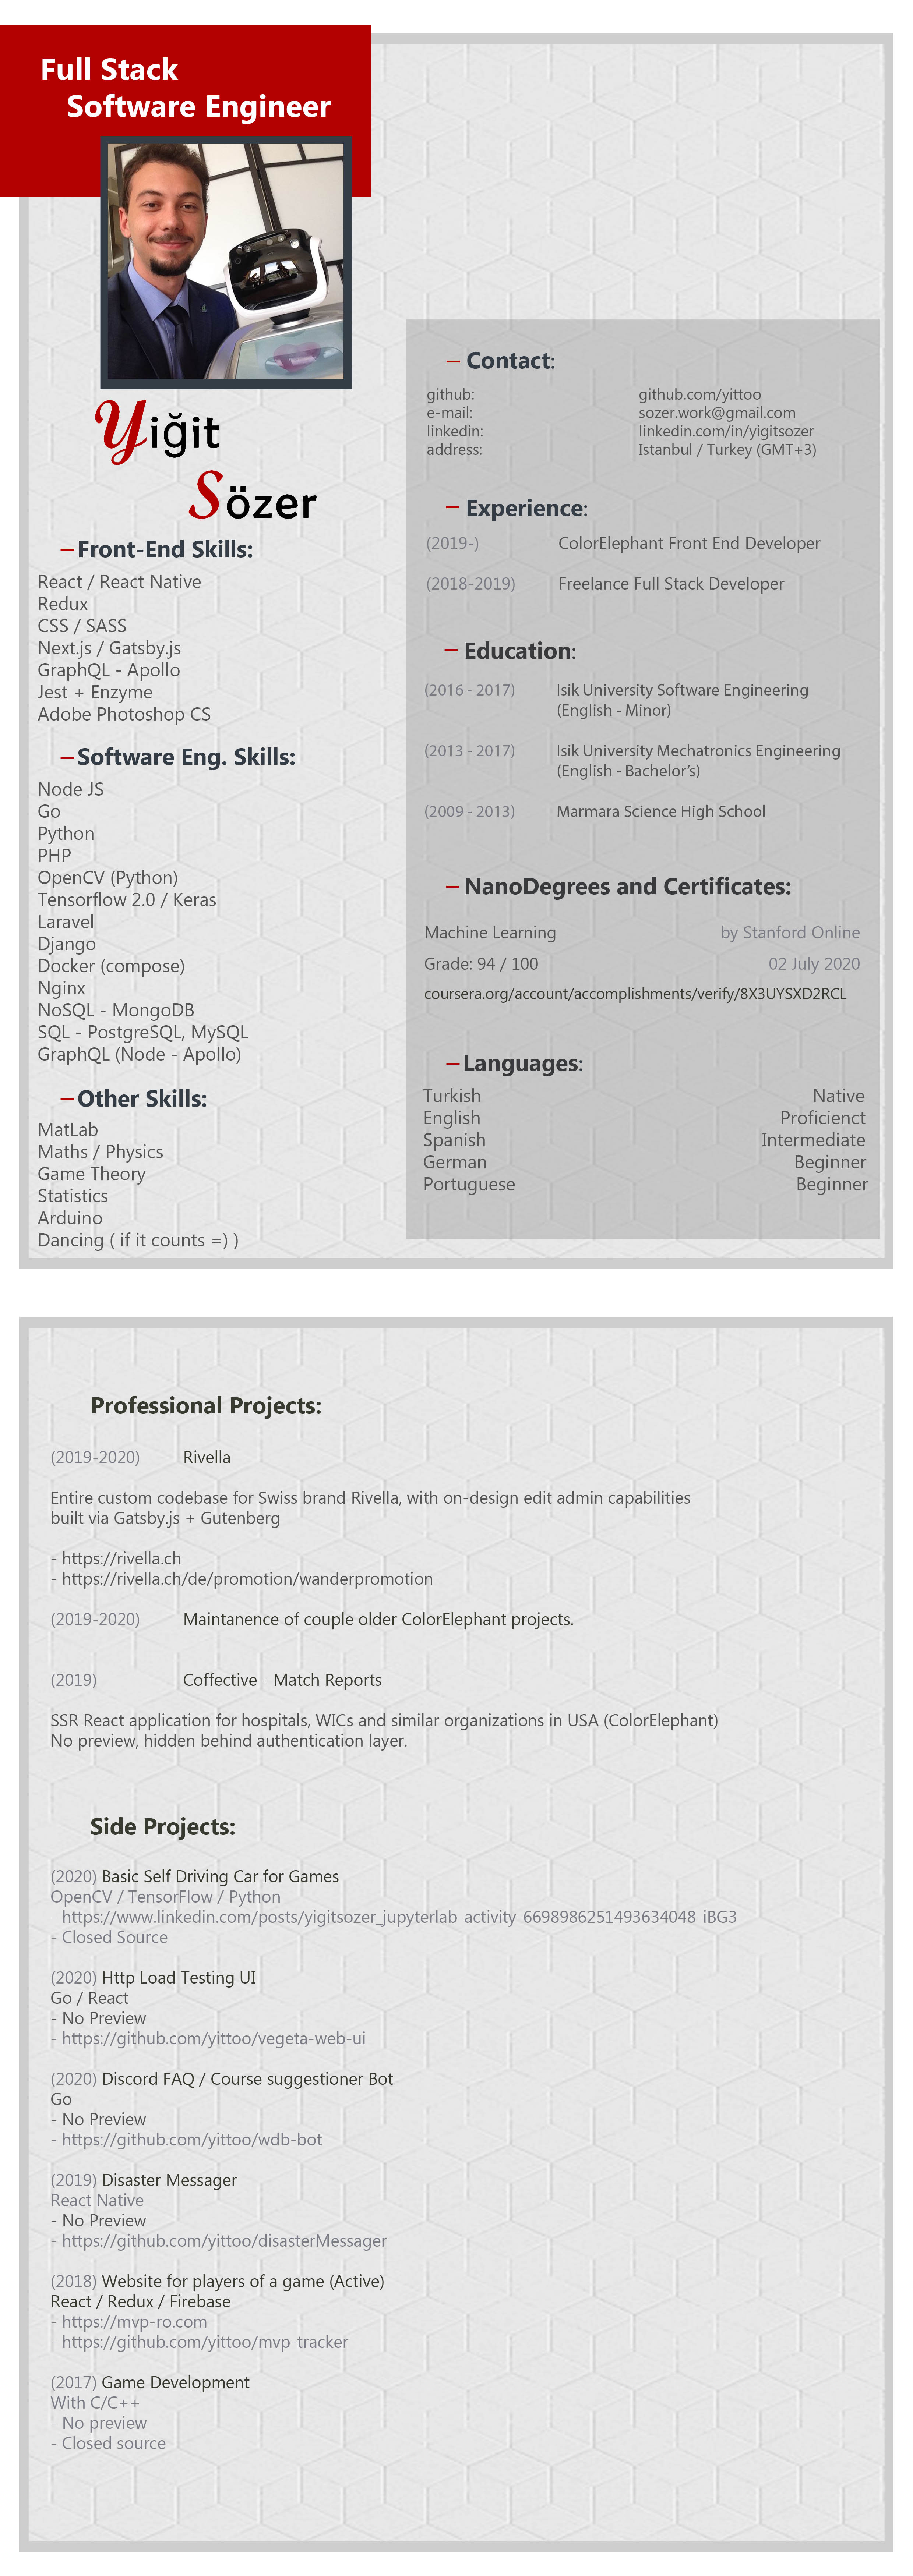 Full Stack
Software Engineer
Yiğit
Sözer
Front-End Skills:
React / React Native
Redux
CSS / SASS
Next.js / Gatsby.js
GraphQL - Apollo
Jest + Enzyme
Adobe Photoshop CS
Software Eng. Skills:
Node JS
Go
Python
PHP
OpenCV (Python)
Tensorflow 2.0 / Keras
Laravel
Django
Docker (compose)
Nginx
NoSQL - MongoDB
SQL - PostgreSQL, MySQL
GraphQL (Node - Apollo)
Other Skills:
MatLab
Maths / Physics
Game Theory
Statistics
Arduino
Dancing ( if it counts =) )
Contact:
github: github.com/yittoo
e-mail: sozer.work@gmail.com
linkedin: linkedin.com/in/yigitsozer
address: Istanbul / Turkey (GMT+3)
Experience:
(2019-) ColorElephant Front End Developer
(2018-2019) Freelance Full Stack Developer
Education:
(2016 - 2017) Isik University Software Engineering
(English - Minor)
(2013 - 2017) Isik University Mechatronics Engineering
(English - Bachelor's)
(2009 - 2013) Marmara Science High School
NanoDegrees and Certificates:
Machine Learning by Stanford Online
Grade: 94 / 100 02 July 2020
coursera.org/account/accomplishments/verify/8X3UYSXD2RCL
Languages:
Turkish Native
English Proficienct
Spanish Intermediate
German Beginner
Portuguese Beginner
Professional Projects:
(2019-2020) Rivella
Entire custom codebase for Swiss brand Rivella, with on-design edit admin capabilities
built via Gatsby.js + Gutenberg
- https://rivella.ch
- https://rivella.ch/de/promotion/wanderpromotion
(2019-2020) Maintanence of couple older ColorElephant projects.
(2019) Coffective - Match Reports
SSR React application for hospitals, WICs and similar organizations in USA (ColorElephant)
No preview, hidden behind authentication layer.
Side Projects:
(2020) Basic Self Driving Car for Games
OpenCV / TensorFlow / Python
- https://www.linkedin.com/posts/yigitsozer_jupyterlab-activity-6698986251493634048-iBG3
- Closed Source
(2020) Http Load Testing UI
Go / React
- No Preview
- https://github.com/yittoo/vegeta-web-ui
(2020) Discord FAQ / Course suggestioner Bot
Go
- No Preview
- https://github.com/yittoo/wdb-bot
(2019) Disaster Messager
React Native
- No Preview
- https://github.com/yittoo/disasterMessager
(2018) Website for players of a game (Active)
React / Redux / Firebase
- https://mvp-ro.com
- https://github.com/yittoo/mvp-tracker
(2017) Game Development
With C/C++
- No preview
- Closed source